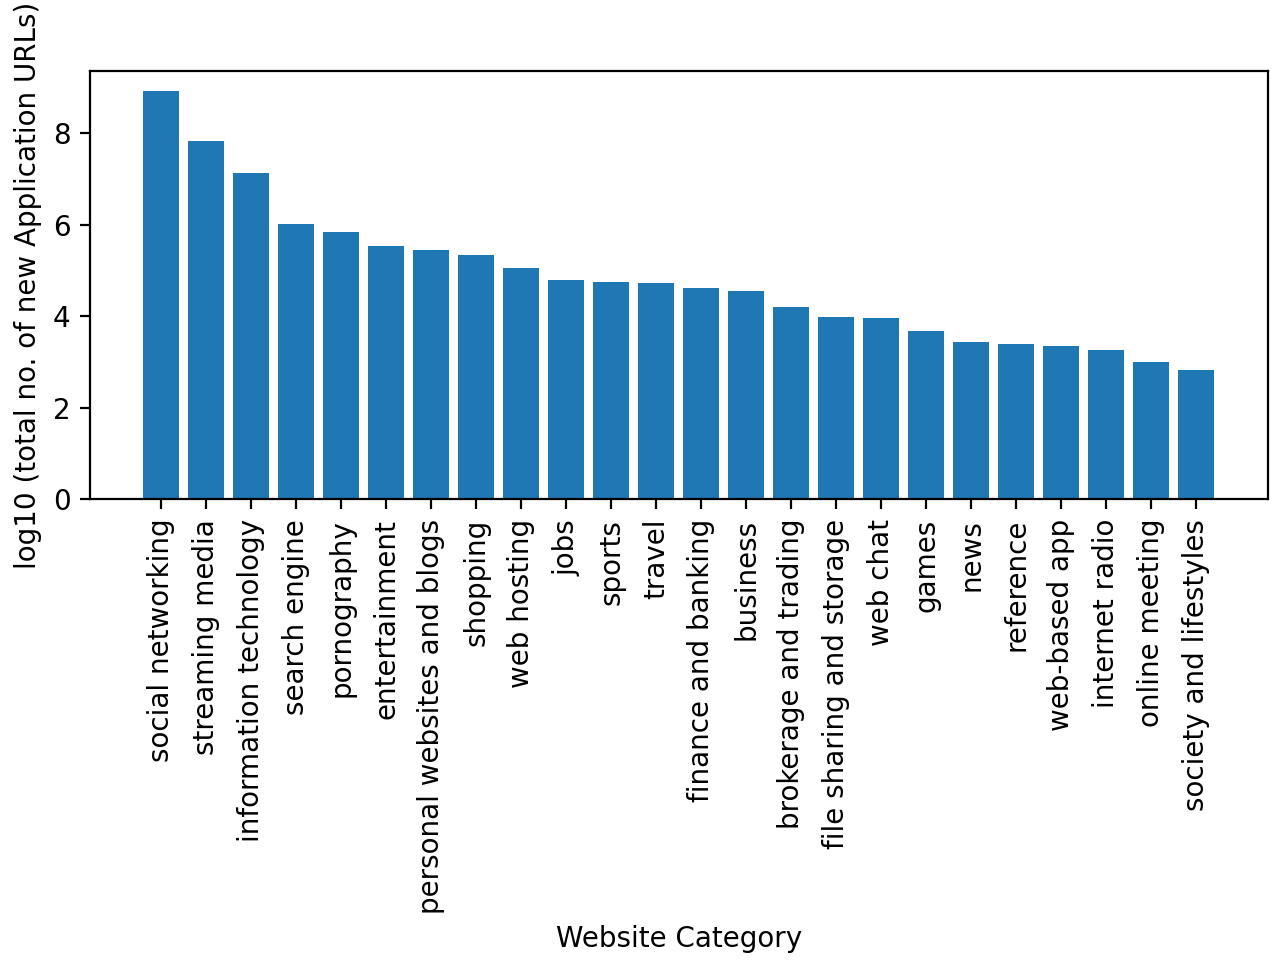 log10 (total no. of new Application URLs)
8
6
4
2
0
social networking
streaming media
information technology
search engine
pornography
entertainment
personal websites and blogs
shopping
web hosting
jobs
sports
travel
finance and banking
business
brokerage and trading
file sharing and storage
web chat
games
news
reference
web-based app
internet radio
online meeting
society and lifestyles
Website Category